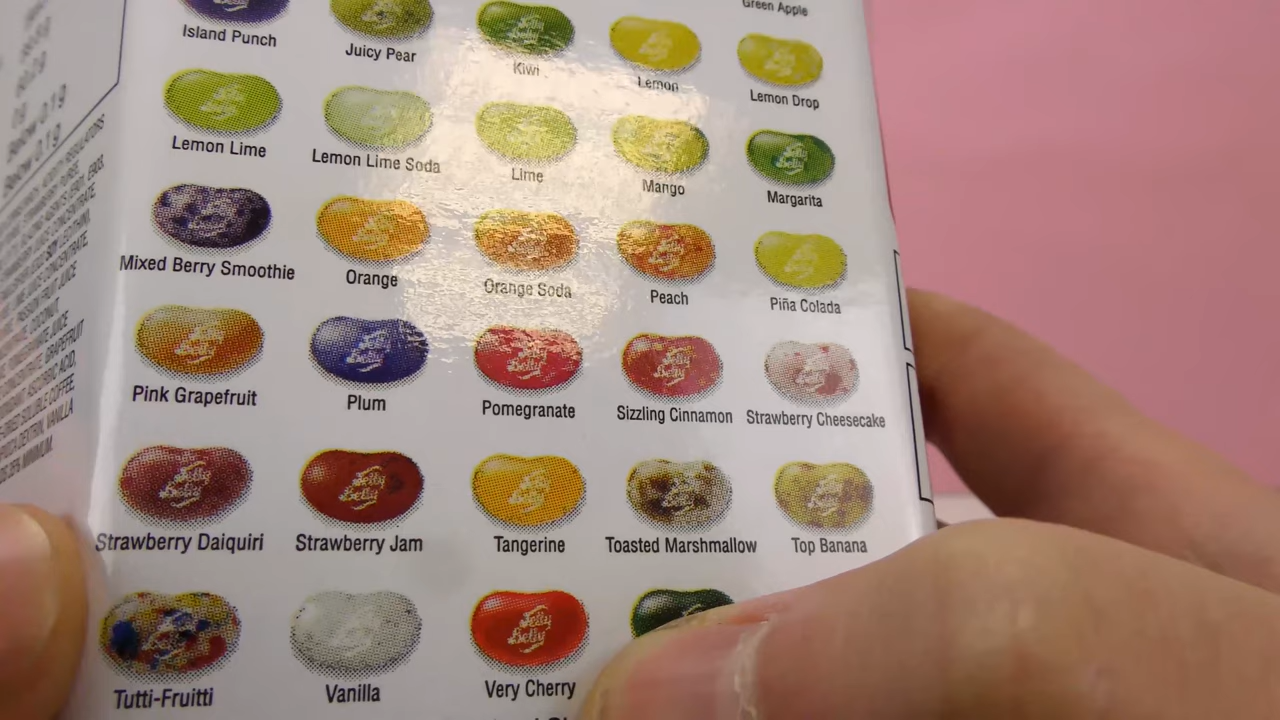 Green Apple
Island Punch
Juicy Pear
Kiwi
Lemon
Lemon Drop
Lemon Lime
Lemon Lime Soda
Lime
Mango
Margarita
Mixed Berry Smoothie
Orange
Orange Soda
Peach
Piña Colada
Pink Grapefruit
Plum
Pomegranate
Sizzling Cinnamon
Strawberry Cheesecake
Strawberry Daiquiri
Strawberry Jam
Tangerine
Toasted Marshmallow
Top Banana
Tutti-Fruitti
Vanilla
Very Cherry